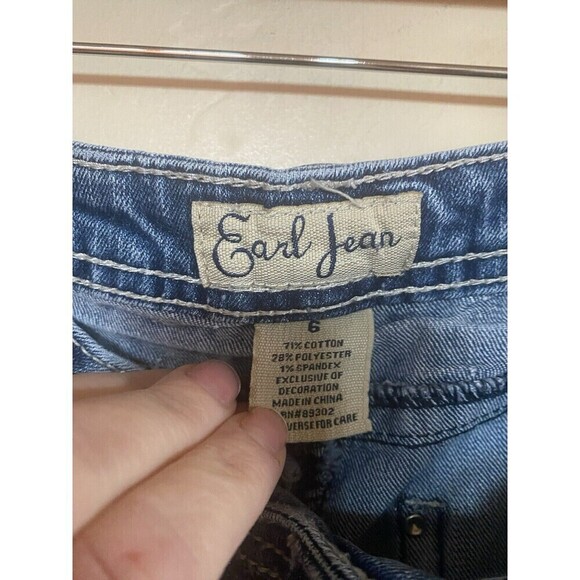 Earl Jean
6
71% COTTON
28% POLYESTER
1% SPANDEX
EXCLUSIVE OF
DECORATION
MADE IN CHINA
RN#89302
VERSE FOR CARE